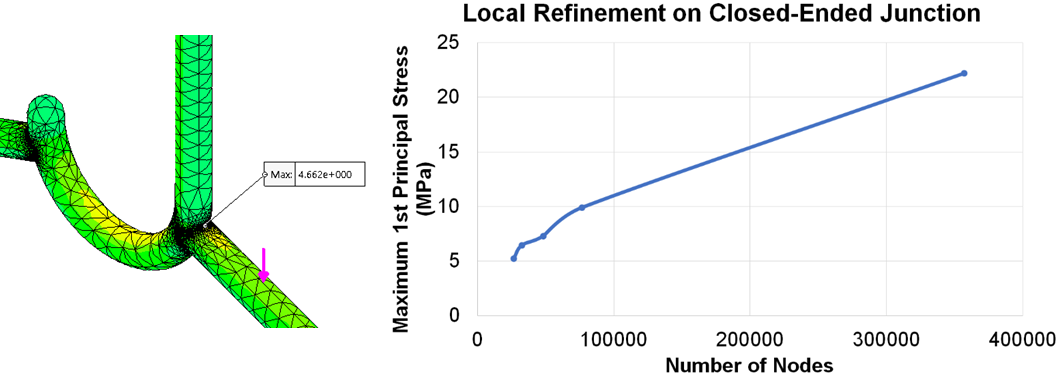 Max: 4.662e+000
Local Refinement on Closed-Ended Junction
Maximum 1st Principal Stress
(MPa)
25
20
15
10
5
0
0 100000 200000 300000 400000
Number of Nodes